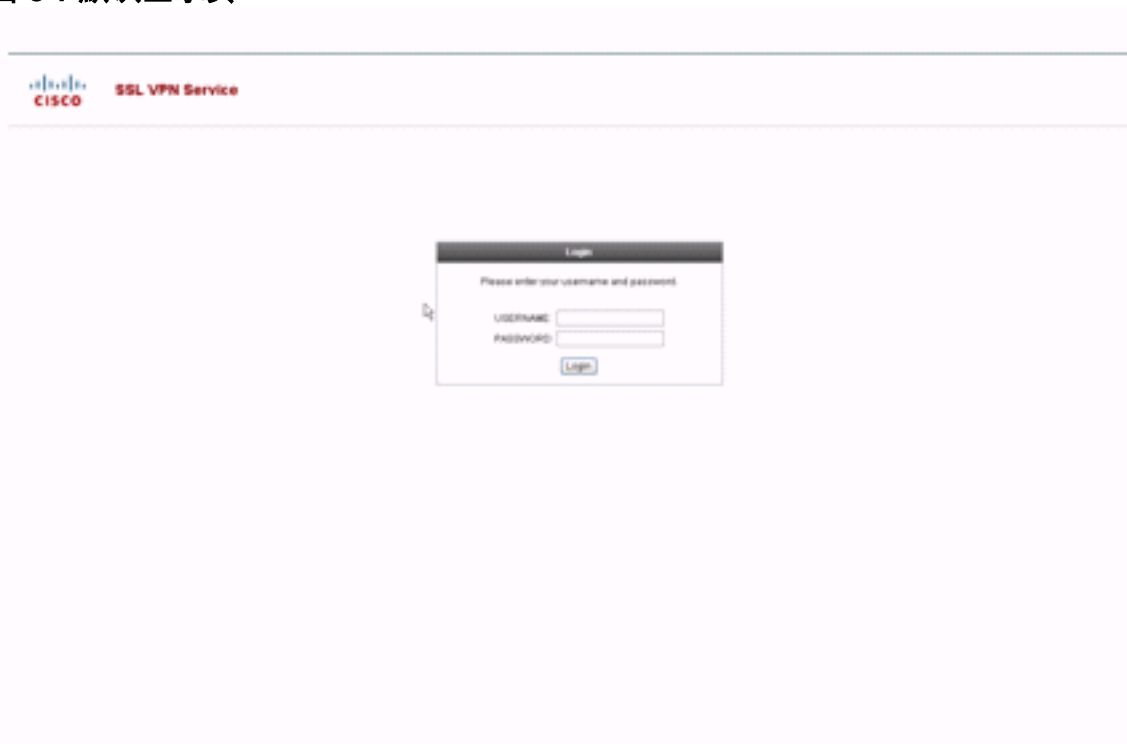 CISCO
SSL VPN Service
Login
Please enter your username and password.
USERNAME:
PASSWORD:
Login